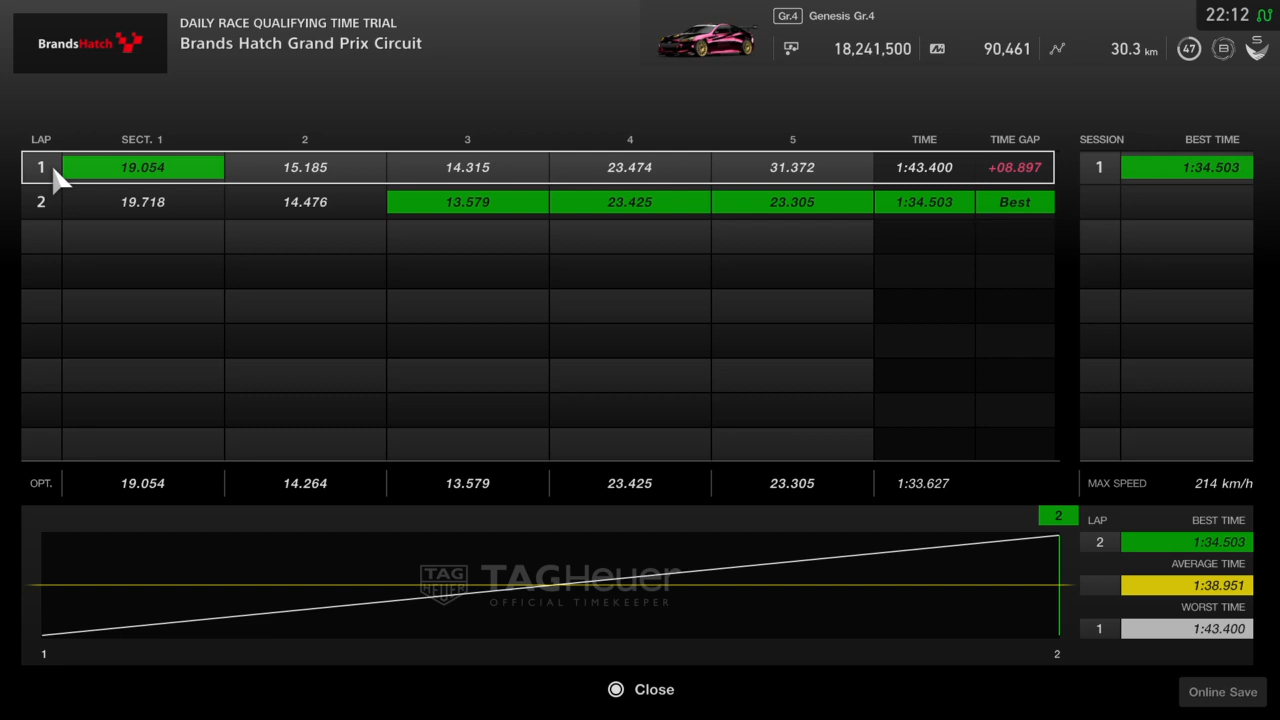 BrandsHatch
DAILY RACE QUALIFYING TIME TRIAL
Brands Hatch Grand Prix Circuit
Gr.4 Genesis Gr.4
18,241,500 90,461 30.3 km 47 B S
22:12
LAP SECT. 1 2 3 4 5 TIME TIME GAP
1 19.054 15.185 14.315 23.474 31.372 1:43.400 +08.897
2 19.718 14.476 13.579 23.425 23.305 1:34.503 Best
OPT. 19.054 14.264 13.579 23.425 23.305 1:33.627
SESSION BEST TIME
1 1:34.503
MAX SPEED 214 km/h
2
TAG HEUER TAGHeuer
OFFICIAL TIMEKEEPER
1 2
LAP BEST TIME
2 1:34.503
AVERAGE TIME
1:38.951
WORST TIME
1 1:43.400
Close
Online Save